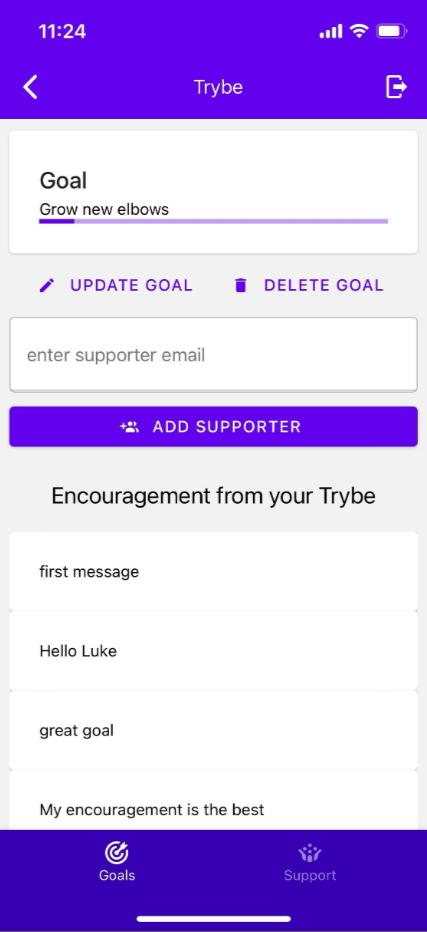 11:24
Trybe
Goal
Grow new elbows
UPDATE GOAL DELETE GOAL
enter supporter email
ADD SUPPORTER
Encouragement from your Trybe
first message
Hello Luke
great goal
My encouragement is the best
Goals Support